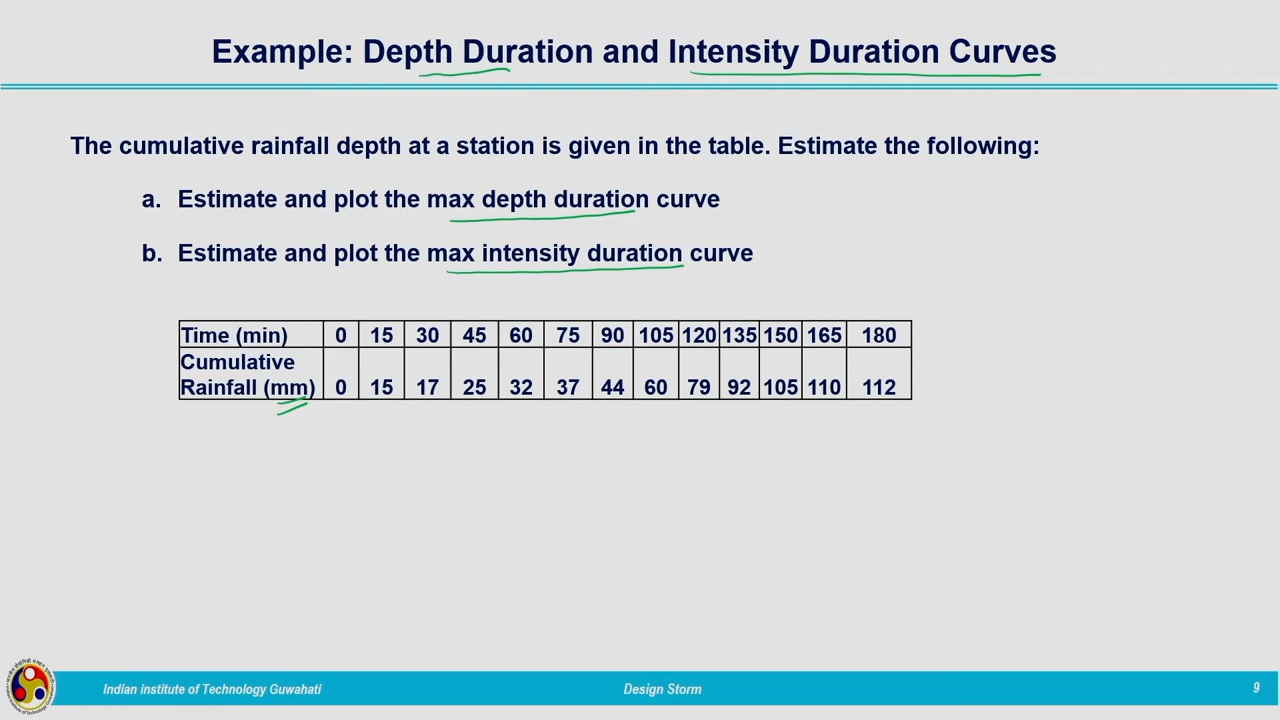 Example: Depth Duration and Intensity Duration Curves
The cumulative rainfall depth at a station is given in the table. Estimate the following:
a. Estimate and plot the max depth duration curve
b. Estimate and plot the max intensity duration curve
Time (min) 0 15 30 45 60 75 90 105 120 135 150 165 180
Cumulative
Rainfall (mm) 0 15 17 25 32 37 44 60 79 92 105 110 112
Indian institute of Technology Guwahati Design Storm 9